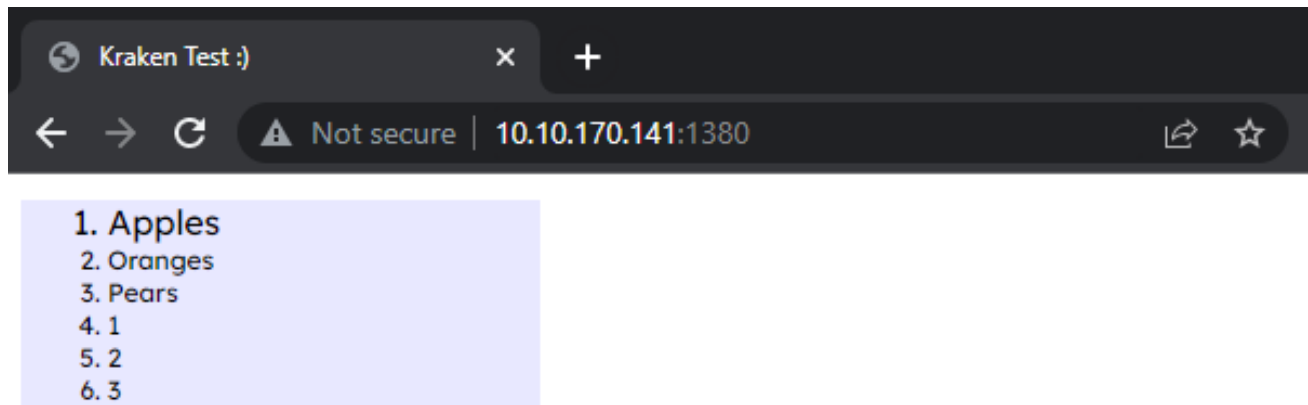 Kraken Test :)
Not secure 10.10.170.141:1380
1. Apples
2. Oranges
3. Pears
4. 1
5. 2
6. 3